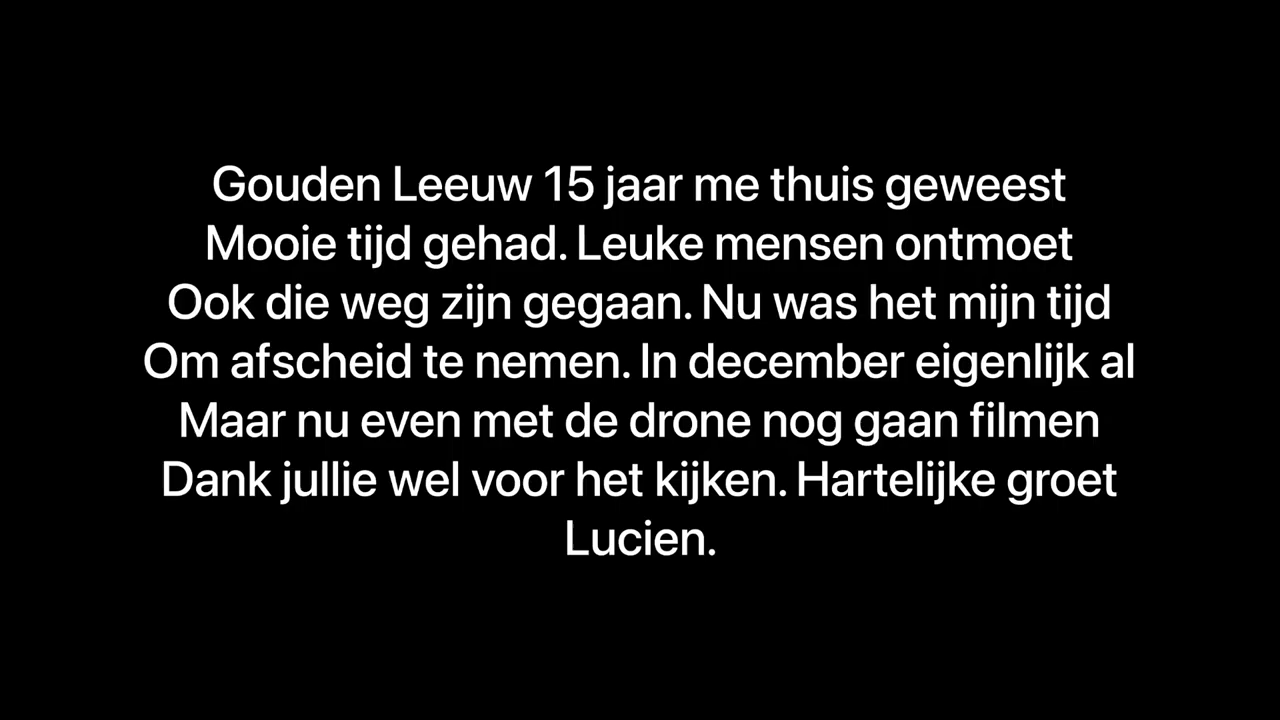 Gouden Leeuw 15 jaar me thuis geweest
Mooie tijd gehad. Leuke mensen ontmoet
Ook die weg zijn gegaan. Nu was het mijn tijd
Om afscheid te nemen. In december eigenlijk al
Maar nu even met de drone nog gaan filmen
Dank jullie wel voor het kijken. Hartelijke groet
Lucien.